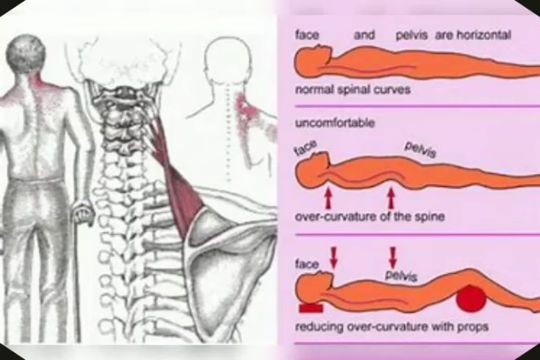 face and pelvis are horizontal
normal spinal curves
uncomfortable
face pelvis
over-curvature of the spine
face pelvis
reducing over-curvature with props